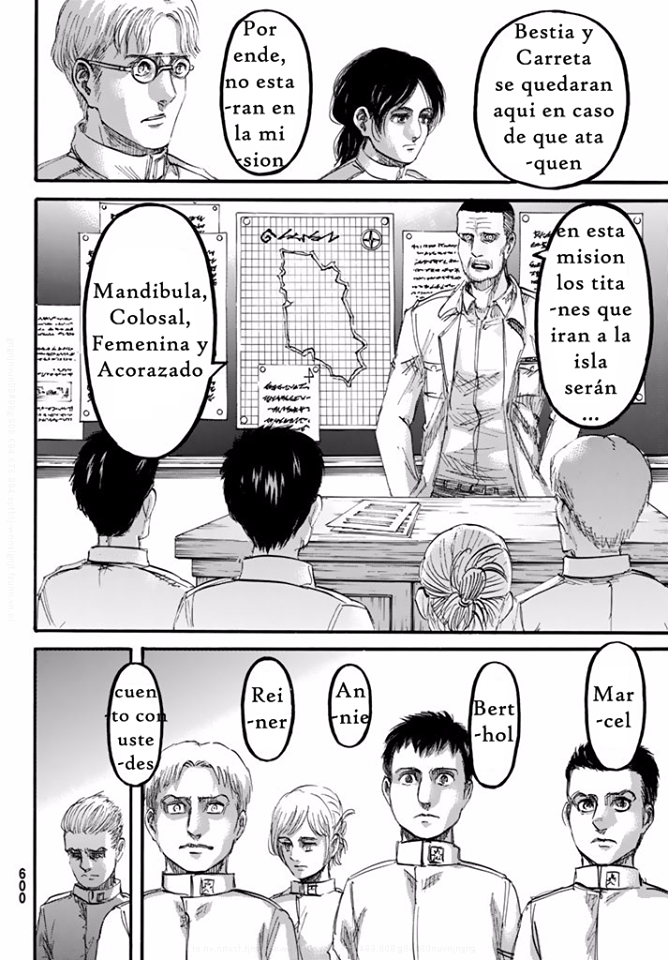 Bestia y
Carreta
se quedaran
aqui en caso
de que ata
-quen
Por
ende,
no esta
-ran en
la mi
-sion
en esta
mision
los tita
-nes que
iran a la
isla
serán
...
Mandibula,
Colosal,
Femenina y
Acorazado
Mar
-cel
Bert
-hol
An
-nie
Rei
-ner
cuen
-to con
uste
-des
600